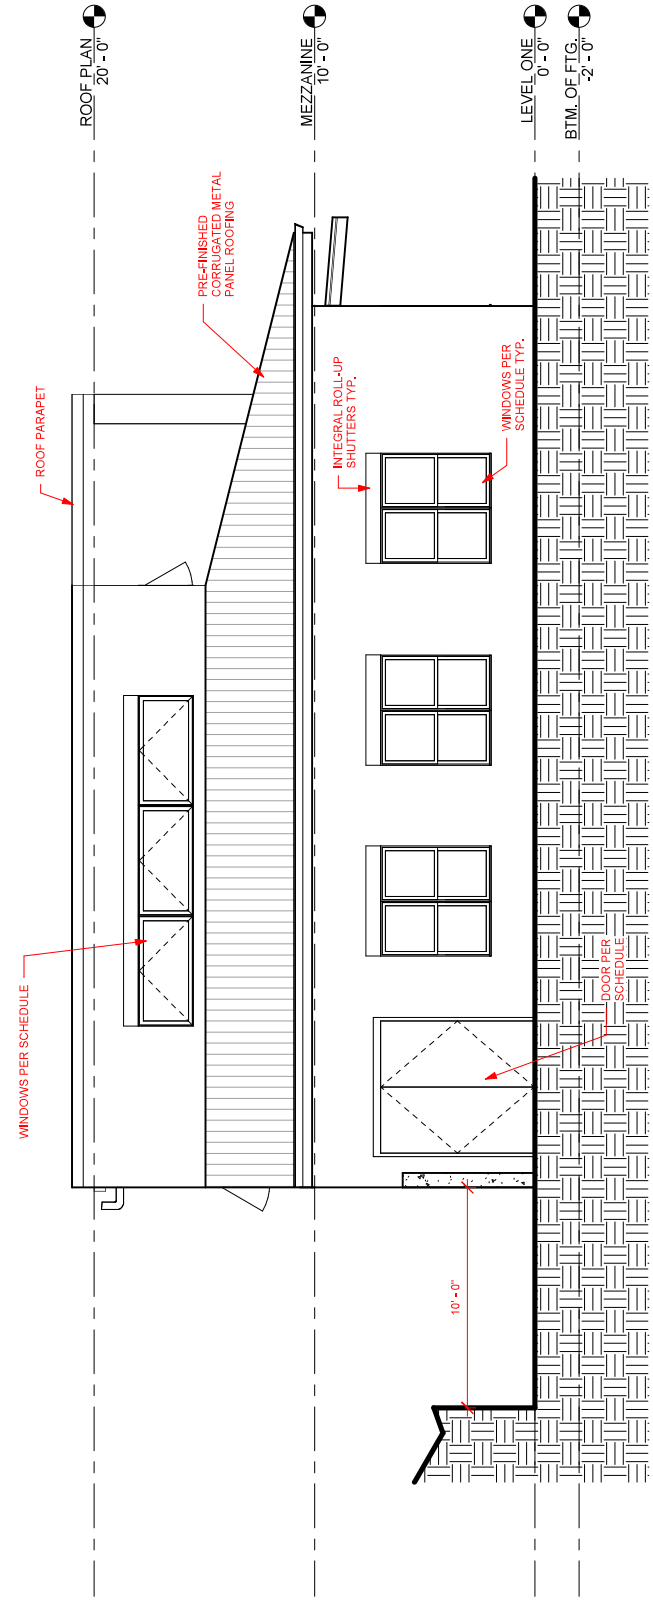 ROOF PLAN
20' - 0"
MEZZANINE
10' - 0"
LEVEL ONE
0' - 0"
BTM. OF FTG.
-2' - 0"
PRE-FINISHED
CORRUGATED METAL
PANEL ROOFING
ROOF PARAPET
INTEGRAL ROLL-UP
SHUTTERS TYP.
WINDOWS PER
SCHEDULE TYP.
WINDOWS PER SCHEDULE
DOOR PER
SCHEDULE
10' - 0"